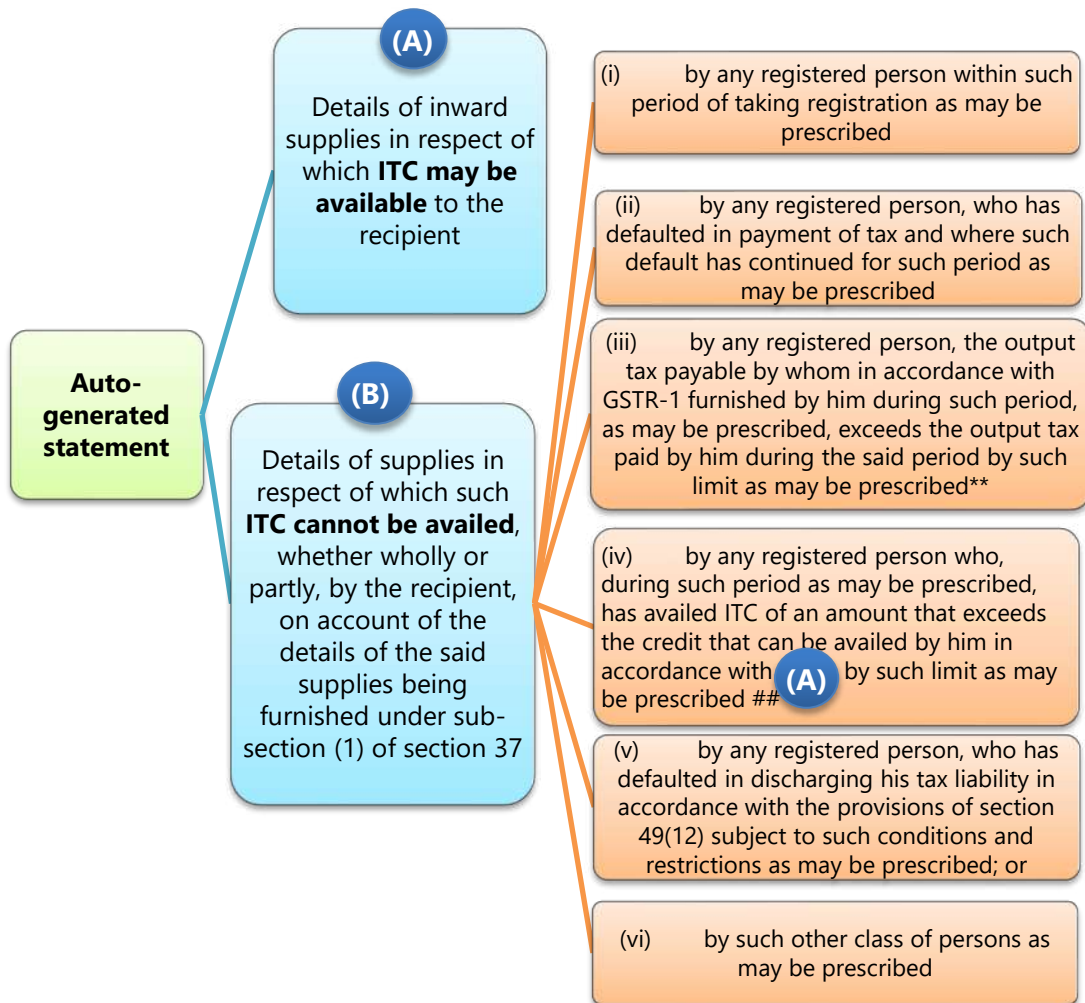 Auto-
generated
statement
(A)
Details of inward
supplies in respect of
which ITC may be
available to the
recipient
(B)
Details of supplies in
respect of which such
ITC cannot be availed,
whether wholly or
partly, by the recipient,
on account of the
details of the said
supplies being
furnished under sub-
section (1) of section 37
(i) by any registered person within such
period of taking registration as may be
prescribed
(ii) by any registered person, who has
defaulted in payment of tax and where such
default has continued for such period as
may be prescribed
(iii) by any registered person, the output
tax payable by whom in accordance with
GSTR-1 furnished by him during such period,
as may be prescribed, exceeds the output tax
paid by him during the said period by such
limit as may be prescribed**
(iv) by any registered person who,
during such period as may be prescribed,
has availed ITC of an amount that exceeds
the credit that can be availed by him in
accordance with (A) by such limit as may
be prescribed ##
(v) by any registered person, who has
defaulted in discharging his tax liability in
accordance with the provisions of section
49(12) subject to such conditions and
restrictions as may be prescribed; or
(vi) by such other class of persons as
may be prescribed